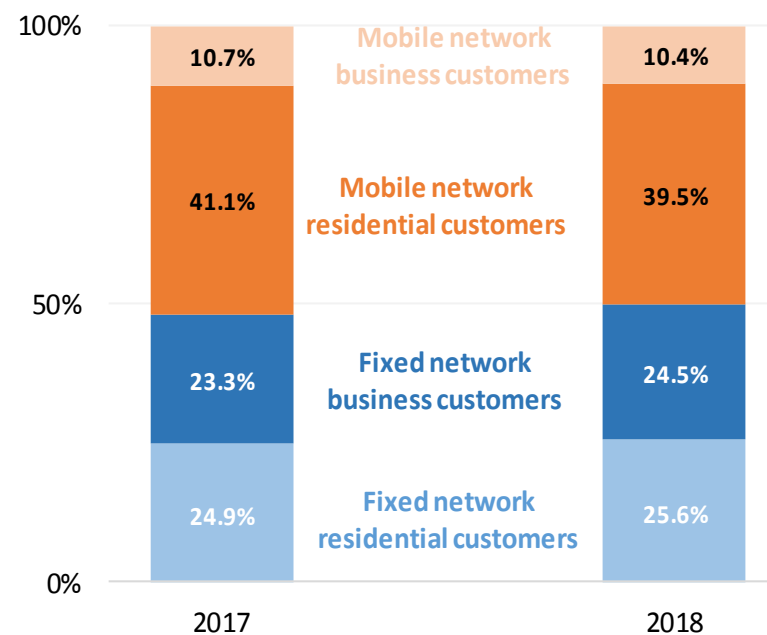 100%
Mobile network
business customers
10.7%
10.4%
Mobile network
residential customers
41.1%
39.5%
50%
Fixed network
business customers
23.3%
24.5%
Fixed network
residential customers
24.9%
25.6%
0%
2017
2018